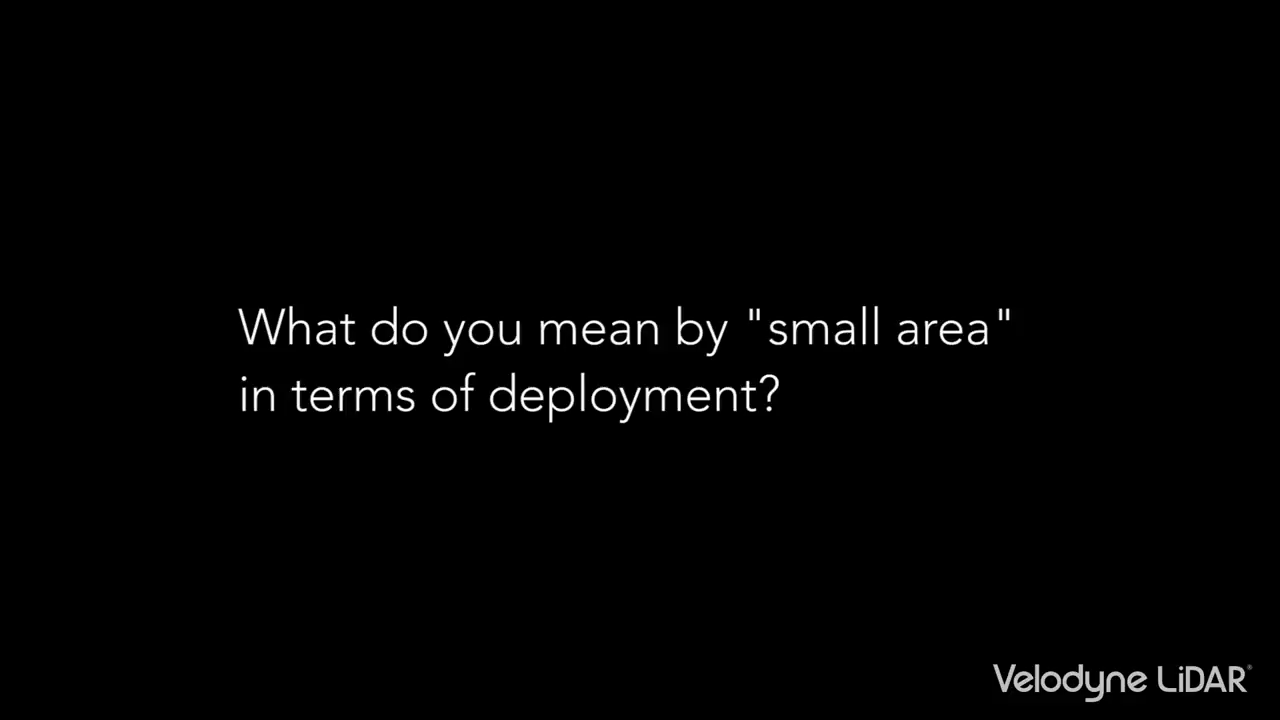 What do you mean by "small area"
in terms of deployment?
Velodyne LiDAR®